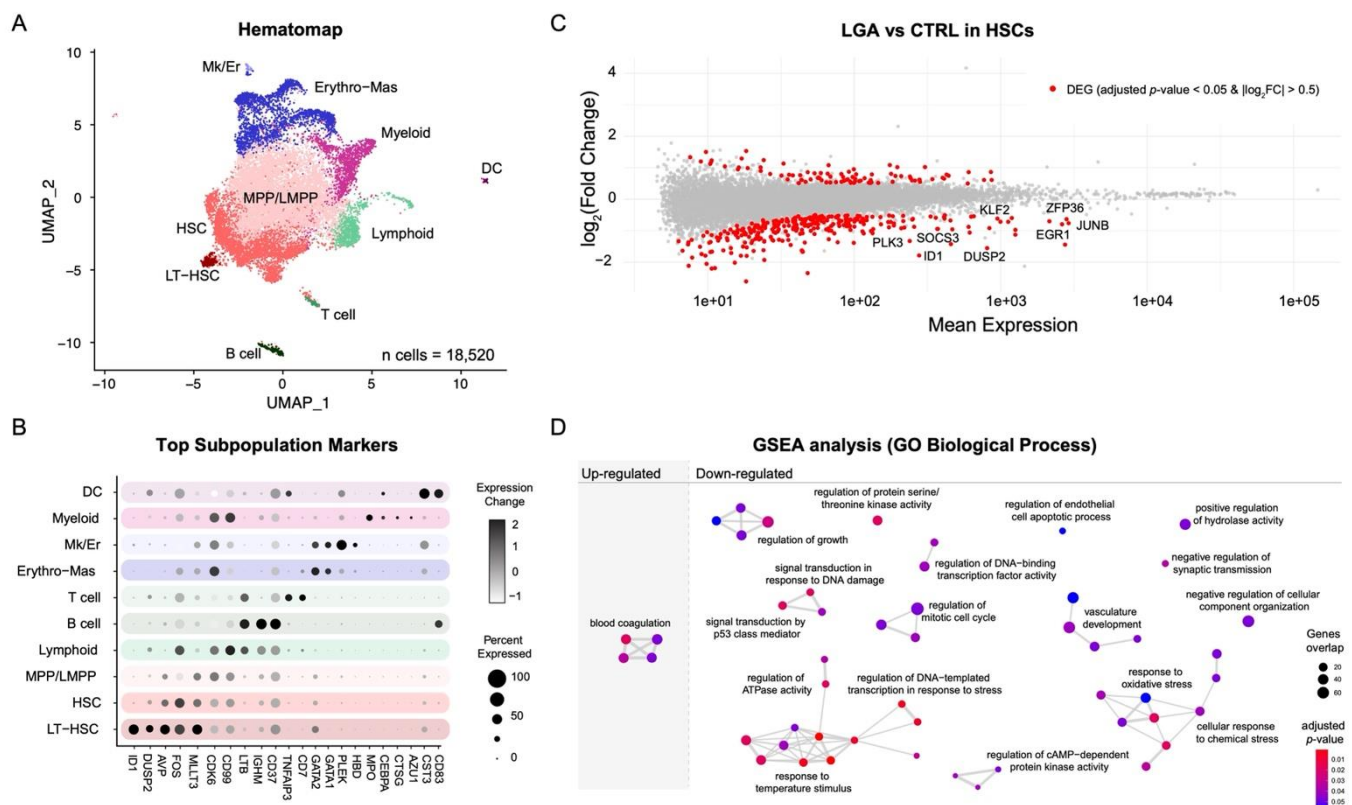 A
Hematomap
10
5
0
−5
−10
−10
−5
0
5
10
UMAP_2
UMAP_1
Mk/Er
Erythro−Mas
Myeloid
DC
MPP/LMPP
HSC
Lymphoid
LT−HSC
T cell
B cell
n cells = 18,520
C
LGA vs CTRL in HSCs
DEG (adjusted p-value < 0.05 & |log2FC| > 0.5)
4
2
0
−2
log2(Fold Change)
KLF2
ZFP36
JUNB
EGR1
PLK3
SOCS3
ID1
DUSP2
1e+01
1e+02
1e+03
1e+04
1e+05
Mean Expression
B
Top Subpopulation Markers
DC
Myeloid
Mk/Er
Erythro−Mas
T cell
B cell
Lymphoid
MPP/LMPP
HSC
LT−HSC
ID1
DUSP2
AVP
FOS
MLLT3
CDK6
CD99
LTB
IGHM
CD37
TNFAIP3
CD7
GATA2
GATA1
PLEK
HBD
MPO
CEBPA
CTSG
AZU1
CST3
CD83
Expression
Change
2
1
0
−1
Percent
Expressed
100
50
0
D
GSEA analysis (GO Biological Process)
Up-regulated
Down-regulated
blood coagulation
regulation of growth
regulation of protein serine/
threonine kinase activity
regulation of endothelial
cell apoptotic process
positive regulation
of hydrolase activity
regulation of DNA-binding
transcription factor activity
negative regulation of
synaptic transmission
signal transduction in
response to DNA damage
signal transduction by
p53 class mediator
regulation of
mitotic cell cycle
vasculature
development
negative regulation of cellular
component organization
regulation of
ATPase activity
regulation of DNA-templated
transcription in response to stress
response to
oxidative stress
cellular response
to chemical stress
response to
temperature stimulus
regulation of cAMP-dependent
protein kinase activity
Genes
overlap
20
40
60
adjusted
p-value
0.01
0.02
0.03
0.04
0.05